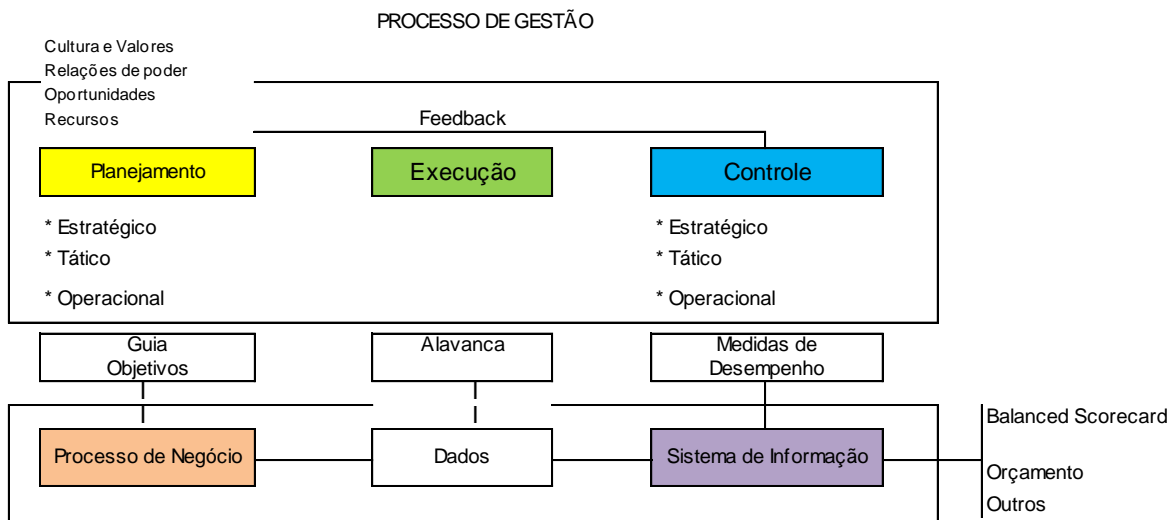 PROCESSO DE GESTÃO
Cultura e Valores
Relações de poder
Oportunidades
Recursos
Feedback
Planejamento
Execução
Controle
* Estratégico
* Estratégico
* Tático
* Tático
* Operacional
* Operacional
Guia
Objetivos
Alavanca
Medidas de
Desempenho
Balanced Scorecard
Processo de Negócio
Dados
Sistema de Informação
Orçamento
Outros